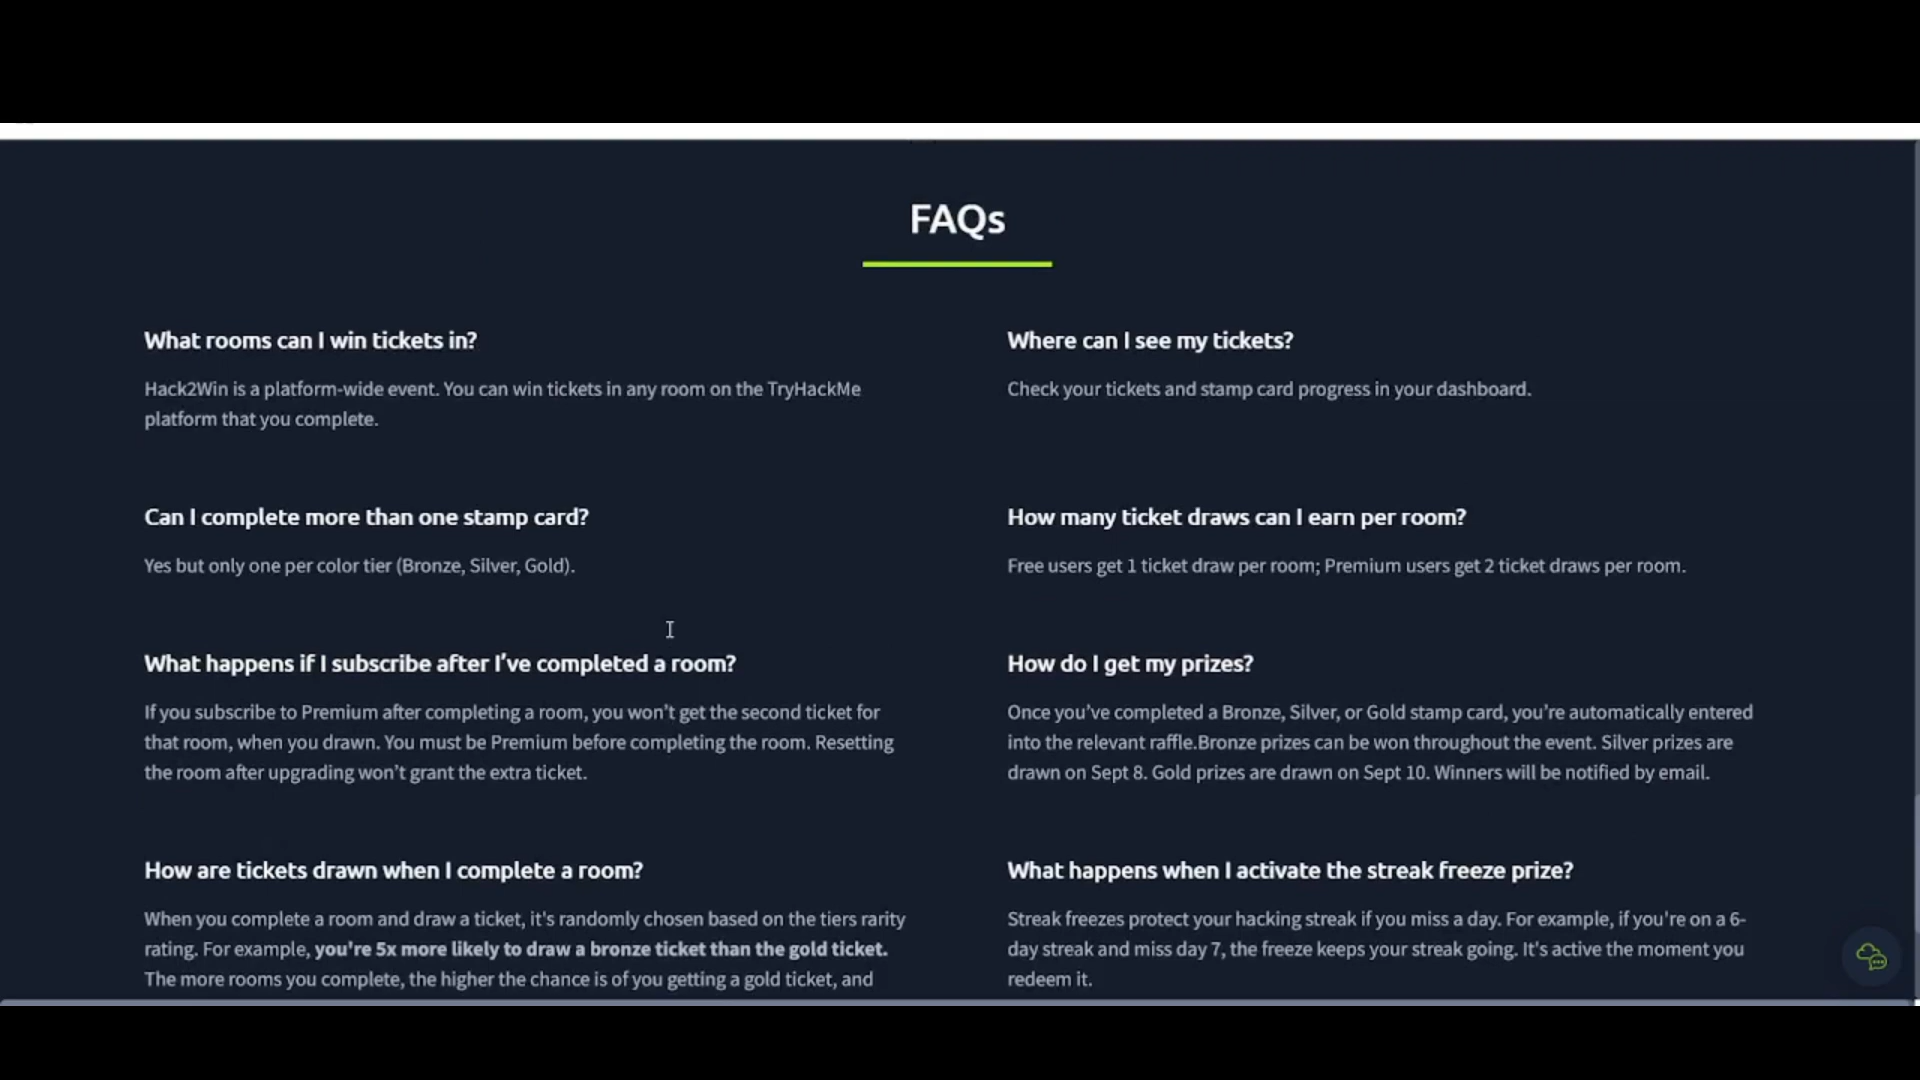 FAQs
What rooms can I win tickets in?
Hack2Win is a platform-wide event. You can win tickets in any room on the TryHackMe
platform that you complete.
Where can I see my tickets?
Check your tickets and stamp card progress in your dashboard.
Can I complete more than one stamp card?
Yes but only one per color tier (Bronze, Silver, Gold).
How many ticket draws can I earn per room?
Free users get 1 ticket draw per room; Premium users get 2 ticket draws per room.
What happens if I subscribe after I’ve completed a room?
If you subscribe to Premium after completing a room, you won’t get the second ticket for
that room, when you drawn. You must be Premium before completing the room. Resetting
the room after upgrading won’t grant the extra ticket.
How do I get my prizes?
Once you’ve completed a Bronze, Silver, or Gold stamp card, you’re automatically entered
into the relevant raffle.Bronze prizes can be won throughout the event. Silver prizes are
drawn on Sept 8. Gold prizes are drawn on Sept 10. Winners will be notified by email.
How are tickets drawn when I complete a room?
When you complete a room and draw a ticket, it's randomly chosen based on the tiers rarity
rating. For example, you're 5x more likely to draw a bronze ticket than the gold ticket.
The more rooms you complete, the higher the chance is of you getting a gold ticket, and
What happens when I activate the streak freeze prize?
Streak freezes protect your hacking streak if you miss a day. For example, if you're on a 6-
day streak and miss day 7, the freeze keeps your streak going. It's active the moment you
redeem it.